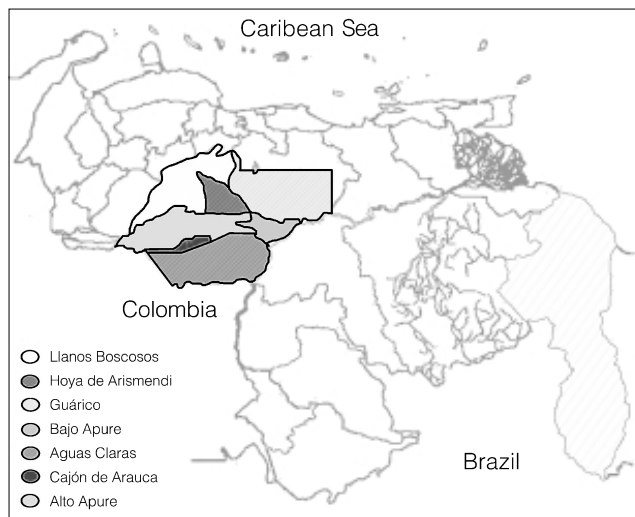 Caribean Sea
Colombia
Llanos Boscosos
Hoya de Arismendi
Guárico
Bajo Apure
Aguas Claras
Cajón de Arauca
Alto Apure
Brazil